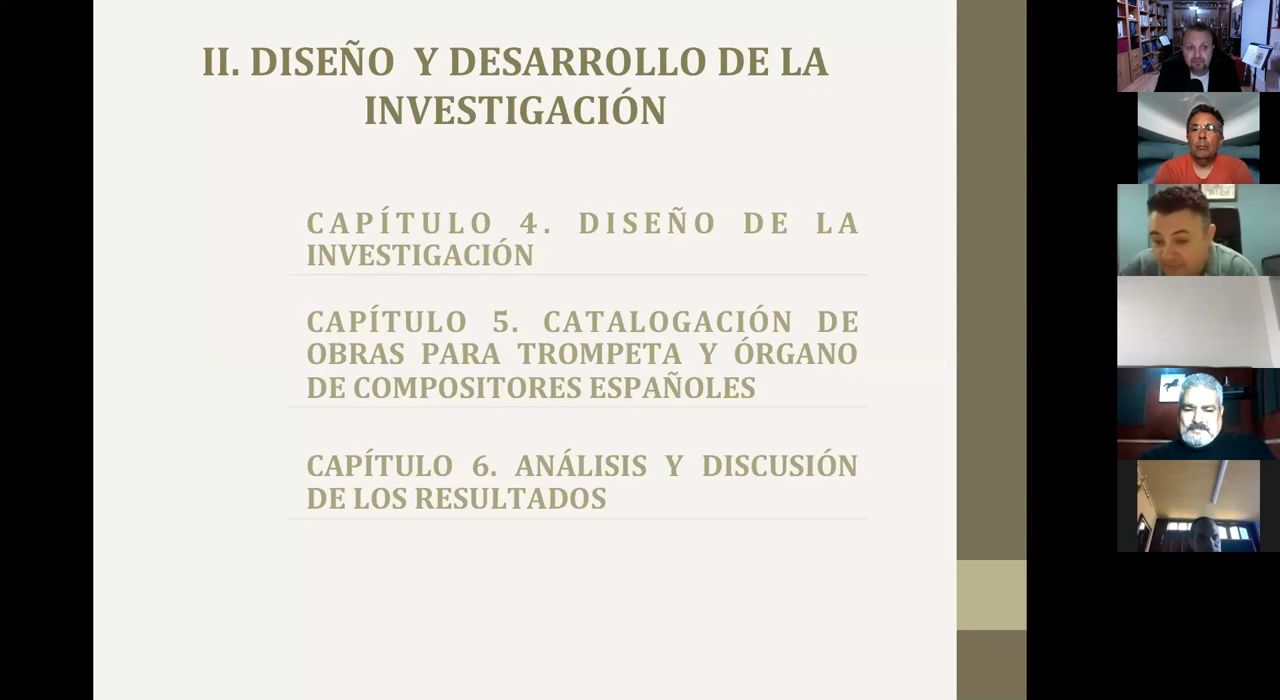 II. DISEÑO Y DESARROLLO DE LA
INVESTIGACIÓN
CAPÍTULO 4. DISEÑO DE LA
INVESTIGACIÓN
CAPÍTULO 5. CATALOGACIÓN DE
OBRAS PARA TROMPETA Y ÓRGANO
DE COMPOSITORES ESPAÑOLES
CAPÍTULO 6. ANÁLISIS Y DISCUSIÓN
DE LOS RESULTADOS